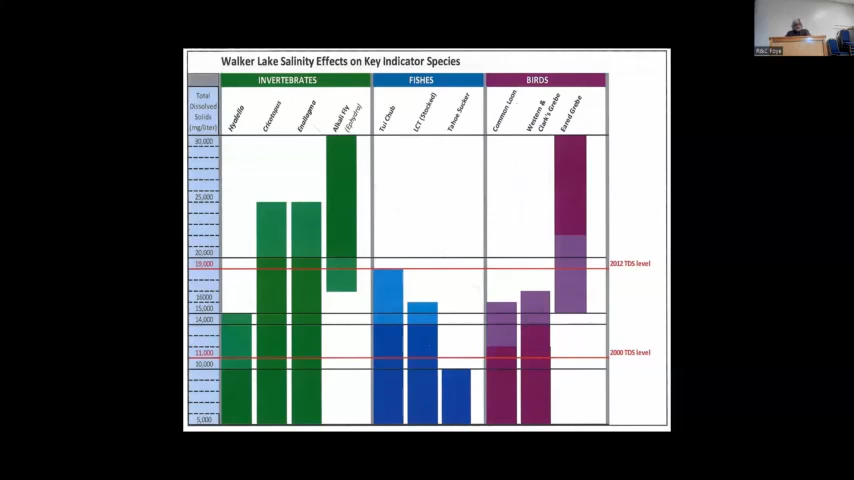 Walker Lake Salinity Effects on Key Indicator Species
INVERTEBRATES
FISHES
BIRDS
Total
Dissolved
Solids
(mg/liter)
Hyalella
Cricotopus
Enallagma
Alkali Fly
(Ephydra)
Tui Chub
LCT (Stocked)
Tahoe Sucker
Common Loon
Western &
Clark's Grebe
Eared Grebe
30,000
25,000
20,000
19,000
2012 TDS level
16000
15,000
14,000
11,000
2000 TDS level
10,000
5,000
R&C Foye